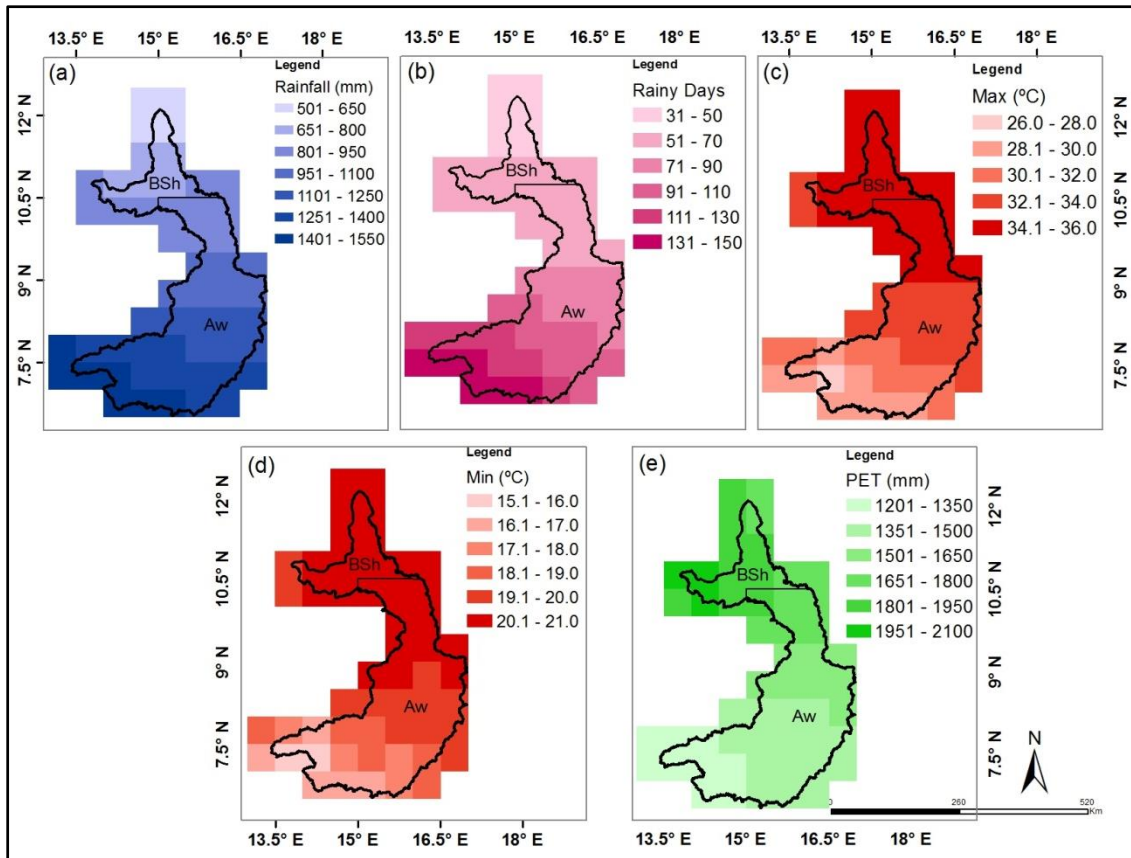 13.5° E 15° E 16.5° E 18° E
13.5° E 15° E 16.5° E 18° E
12° N
10.5° N
9° N
7.5° N
(a)
Legend
Rainfall (mm)
501 - 650
651 - 800
801 - 950
951 - 1100
1101 - 1250
1251 - 1400
1401 - 1550
BSh
Aw
(b)
Legend
Rainy Days
31 - 50
51 - 70
71 - 90
91 - 110
111 - 130
131 - 150
BSh
Aw
(c)
Legend
Max (ºC)
26.0 - 28.0
28.1 - 30.0
30.1 - 32.0
32.1 - 34.0
34.1 - 36.0
BSh
Aw
12° N
10.5° N
9° N
7.5° N
12° N
10.5° N
9° N
7.5° N
(d)
Legend
Min (ºC)
15.1 - 16.0
16.1 - 17.0
17.1 - 18.0
18.1 - 19.0
19.1 - 20.0
20.1 - 21.0
BSh
Aw
(e)
Legend
PET (mm)
1201 - 1350
1351 - 1500
1501 - 1650
1651 - 1800
1801 - 1950
1951 - 2100
BSh
Aw
12° N
10.5° N
9° N
7.5° N
N
0 260 520
Km
13.5° E 15° E 16.5° E 18° E
13.5° E 15° E 16.5° E 18° E